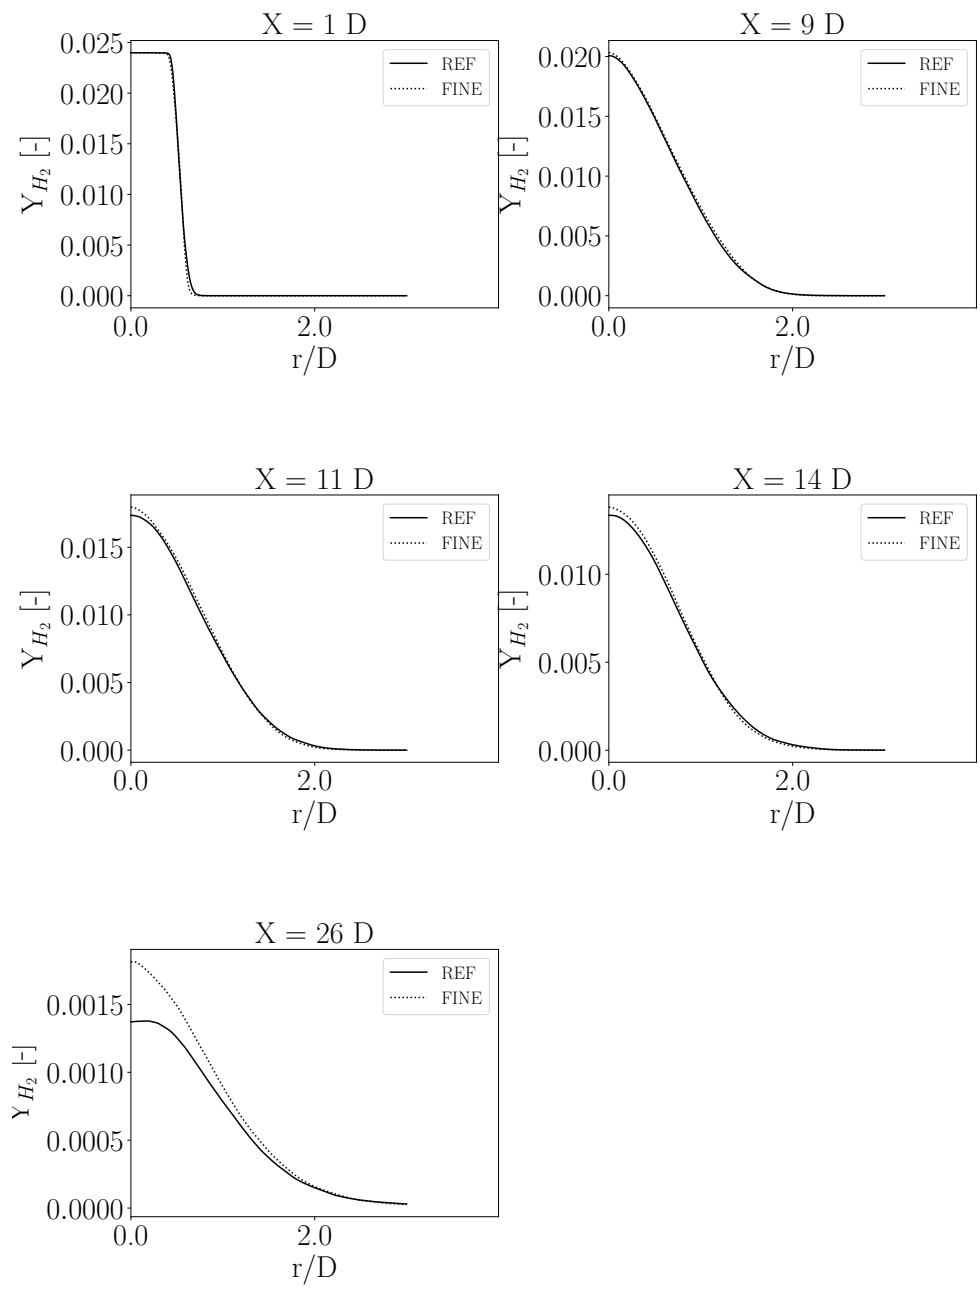 X = 1 D
REF
FINE
Y_{H_2} [-]
0.025
0.020
0.015
0.010
0.005
0.000
0.0 2.0
r/D
X = 9 D
REF
FINE
Y_{H_2} [-]
0.020
0.015
0.010
0.005
0.000
0.0 2.0
r/D
X = 11 D
REF
FINE
Y_{H_2} [-]
0.015
0.010
0.005
0.000
0.0 2.0
r/D
X = 14 D
REF
FINE
Y_{H_2} [-]
0.010
0.005
0.000
0.0 2.0
r/D
X = 26 D
REF
FINE
Y_{H_2} [-]
0.0015
0.0010
0.0005
0.0000
0.0 2.0
r/D